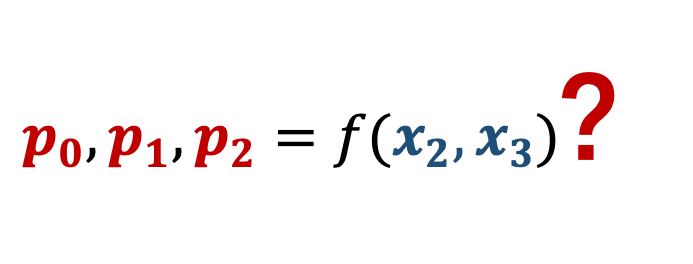 p₀, p₁, p₂ = f(x₂, x₃)?